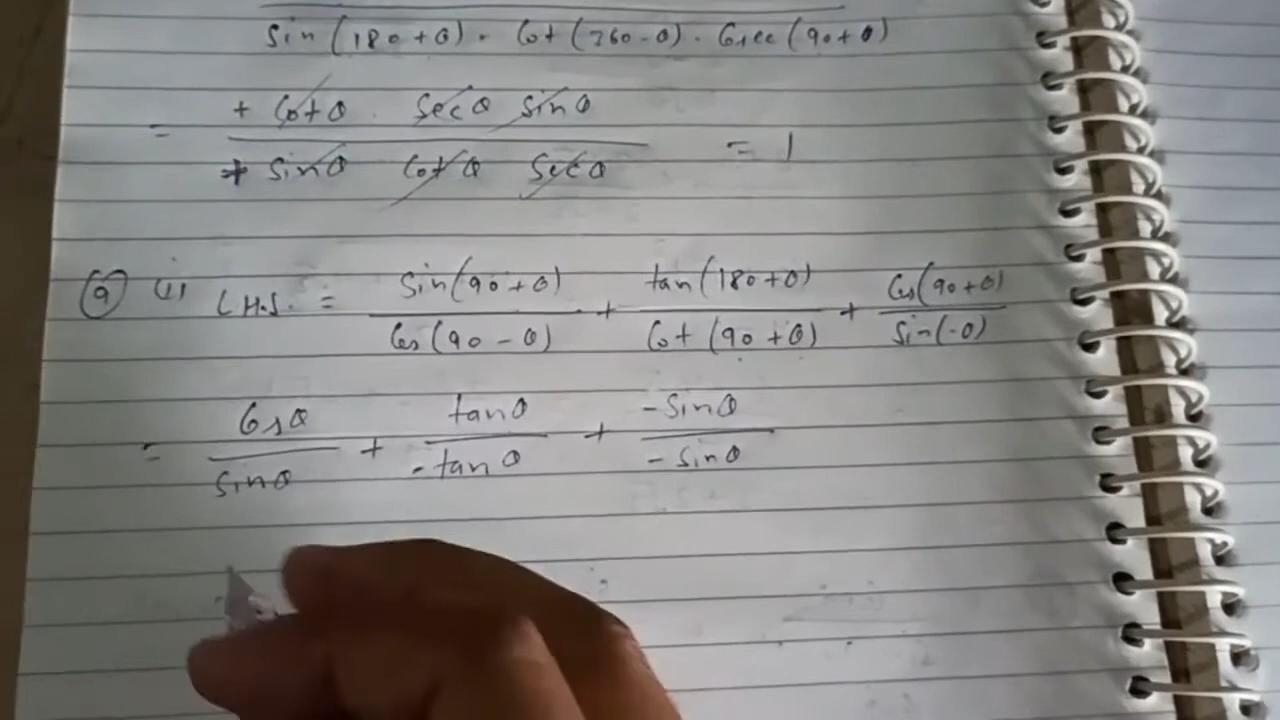 sin(180+θ) . Cot(360-θ) . Cosec(90+θ)
= + Cotθ . Secθ Sinθ / + Sinθ Cotθ Secθ = 1
(9) (i) L.H.S. = Sin(90+θ) / Cos(90-θ) + tan(180+θ) / Cot(90+θ) + Cos(90+θ) / Sin(-θ)
= Cosθ / sinθ + tanθ / -tanθ + -Sinθ / -Sinθ